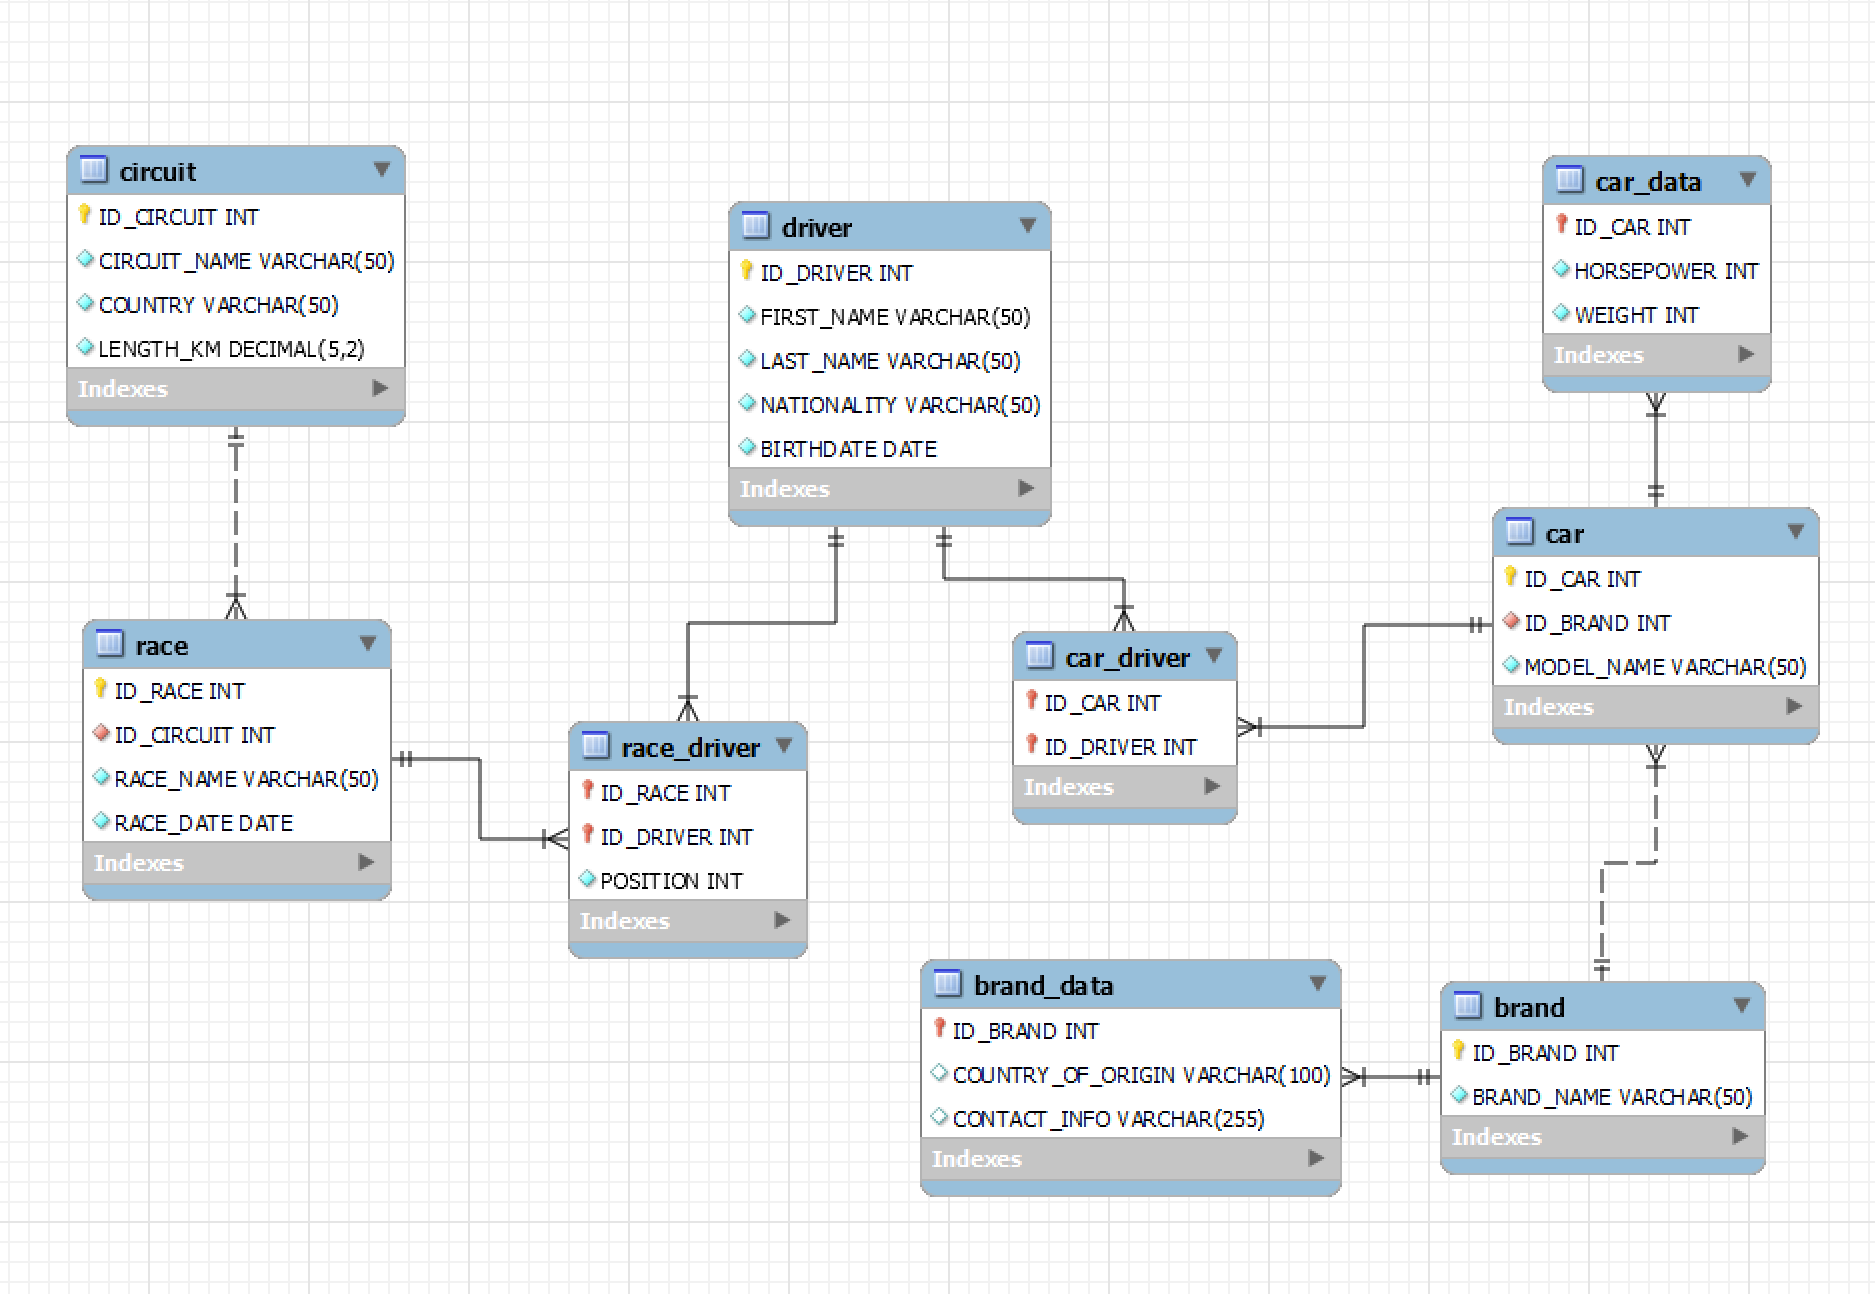 circuit
ID_CIRCUIT INT
CIRCUIT_NAME VARCHAR(50)
COUNTRY VARCHAR(50)
LENGTH_KM DECIMAL(5,2)
Indexes
driver
ID_DRIVER INT
FIRST_NAME VARCHAR(50)
LAST_NAME VARCHAR(50)
NATIONALITY VARCHAR(50)
BIRTHDATE DATE
Indexes
car_data
ID_CAR INT
HORSEPOWER INT
WEIGHT INT
Indexes
car
ID_CAR INT
ID_BRAND INT
MODEL_NAME VARCHAR(50)
Indexes
race
ID_RACE INT
ID_CIRCUIT INT
RACE_NAME VARCHAR(50)
RACE_DATE DATE
Indexes
race_driver
ID_RACE INT
ID_DRIVER INT
POSITION INT
Indexes
car_driver
ID_CAR INT
ID_DRIVER INT
Indexes
brand_data
ID_BRAND INT
COUNTRY_OF_ORIGIN VARCHAR(100)
CONTACT_INFO VARCHAR(255)
Indexes
brand
ID_BRAND INT
BRAND_NAME VARCHAR(50)
Indexes